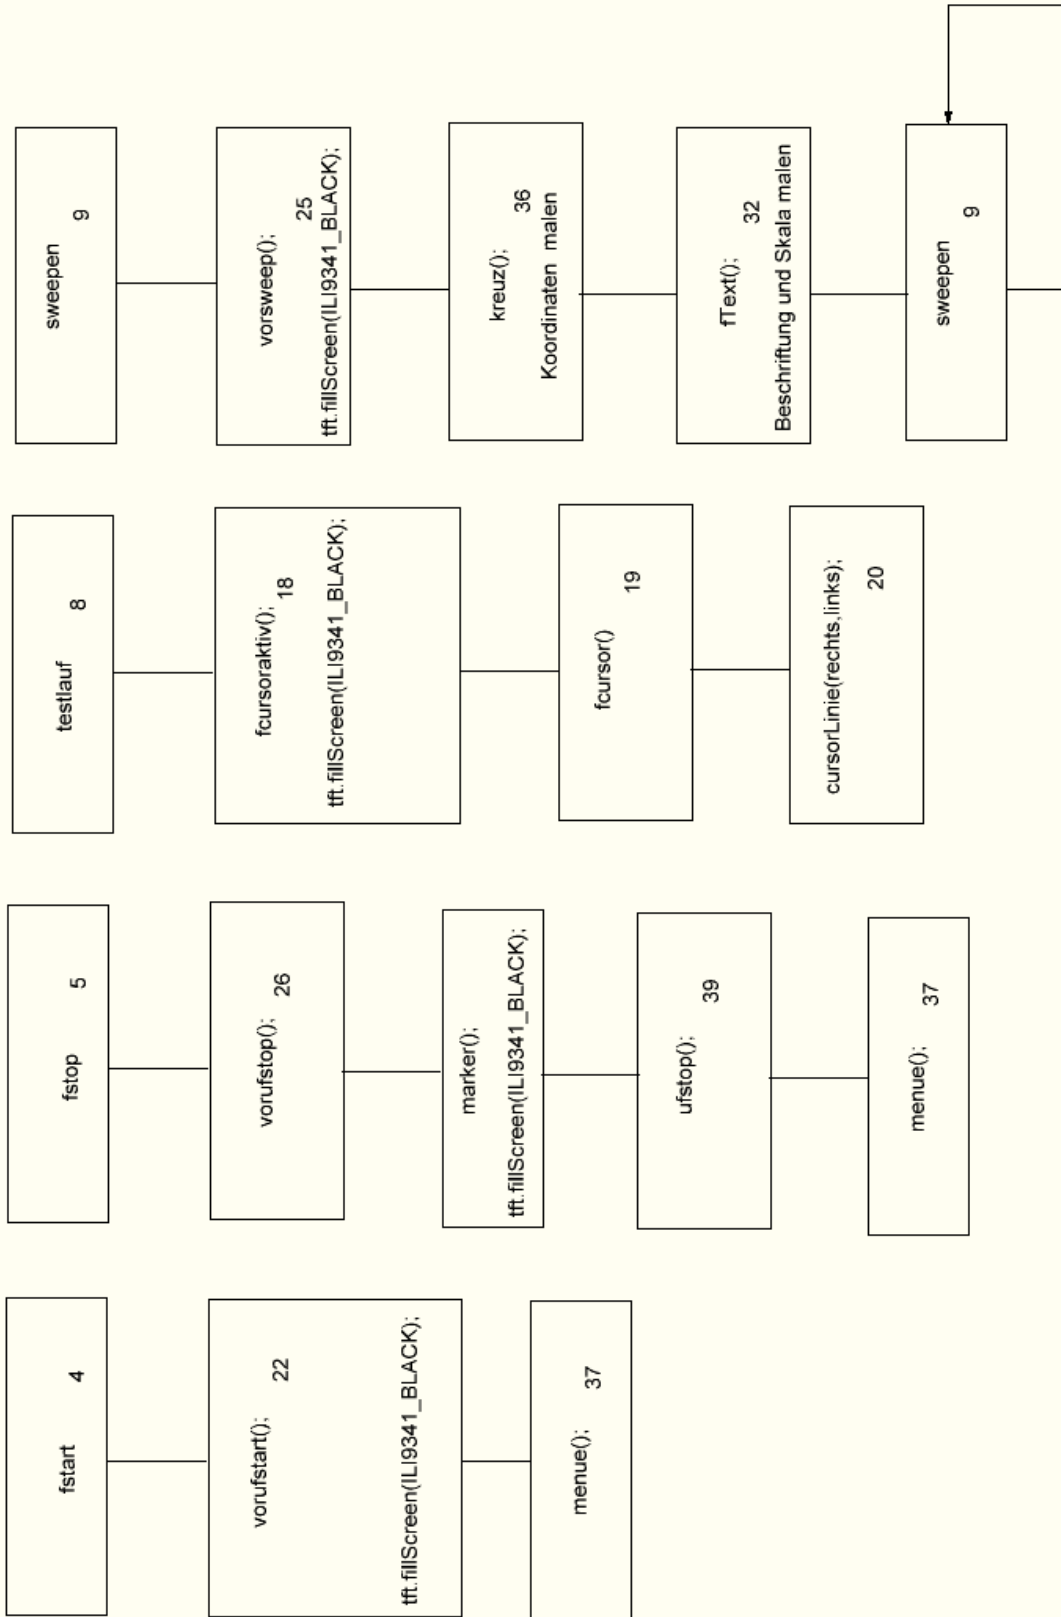 fstart
4
vorufstart();
22
tft.fillScreen(ILI9341_BLACK);
menue();
37
fstop
5
vorufstop();
26
marker();
tft.fillScreen(ILI9341_BLACK);
ufstop();
39
menue();
37
testlauf
8
fcursoraktiv();
18
tft.fillScreen(ILI9341_BLACK);
fcursor()
19
cursorLinie(rechts,links);
20
sweepen
9
vorsweep();
25
tft.fillScreen(ILI9341_BLACK);
kreuz();
36
Koordinaten malen
fText();
32
Beschriftung und Skala malen
sweepen
9